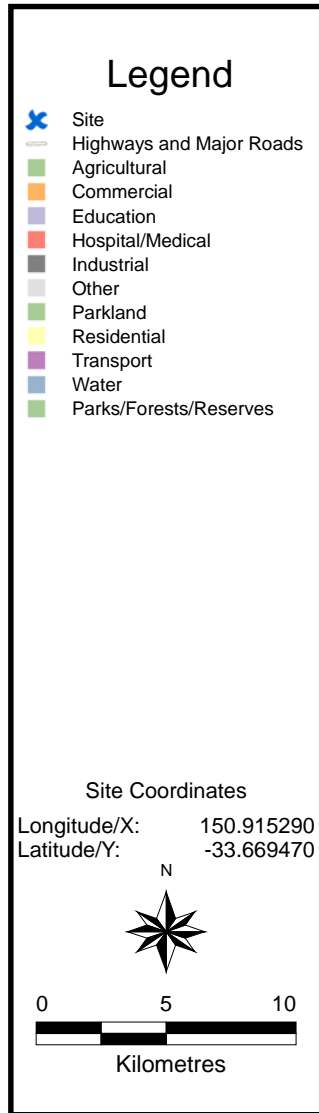 Legend
Site
Highways and Major Roads
Agricultural
Commercial
Education
Hospital/Medical
Industrial
Other
Parkland
Residential
Transport
Water
Parks/Forests/Reserves
Site Coordinates
Longitude/X: 150.915290
Latitude/Y: -33.669470
N
0 5 10
Kilometres